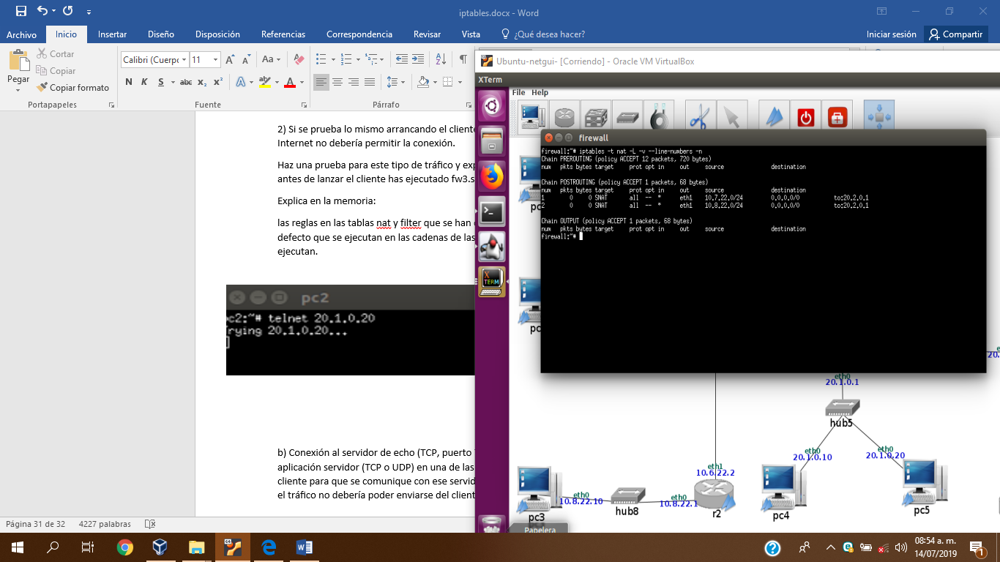 iptables.docx - Word
Archivo Inicio Insertar Diseño Disposición Referencias Correspondencia Revisar Vista ¿Qué desea hacer? Iniciar sesión Compartir
Pegar
Cortar
Copiar
Copiar formato
Calibri (Cuerpo 11
N K S abc x₂ x²
Portapapeles Fuente Párrafo
2) Si se prueba lo mismo arrancando el cliente
Internet no debería permitir la conexión.
Haz una prueba para este tipo de tráfico y exp
antes de lanzar el cliente has ejecutado fw3.s
Explica en la memoria:
las reglas en las tablas nat y filter que se han
defecto que se ejecutan en las cadenas de las
ejecutan.
pc2
pc2:~# telnet 20.1.0.20
Trying 20.1.0.20...
b) Conexión al servidor de echo (TCP, puerto
aplicación servidor (TCP o UDP) en una de las
cliente para que se comunique con ese servid
el tráfico no debería poder enviarse del client
Página 31 de 32 4227 palabras
Ubuntu-netgui- [Corriendo] - Oracle VM VirtualBox
XTerm
File Help
firewall
firewall:~# iptables -t nat -L -v --line-numbers -n
Chain PREROUTING (policy ACCEPT 12 packets, 720 bytes)
num pkts bytes target prot opt in out source destination
Chain POSTROUTING (policy ACCEPT 1 packets, 68 bytes)
num pkts bytes target prot opt in out source destination
1 0 0 SNAT all -- * eth1 10.7.22.0/24 0.0.0.0/0 to:20.2.0.1
2 0 0 SNAT all -- * eth1 10.8.22.0/24 0.0.0.0/0 to:20.2.0.1
Chain OUTPUT (policy ACCEPT 1 packets, 68 bytes)
num pkts bytes target prot opt in out source destination
firewall:~#
eth0
20.1.0.1
hub5
eth0
20.1.0.10
eth0
20.1.0.20
pc4
pc5
eth1
10.6.22.2
r2
eth0
10.8.22.1
hub8
eth0
10.8.22.10
pc3
Papelera
08:54 a. m.
14/07/2019